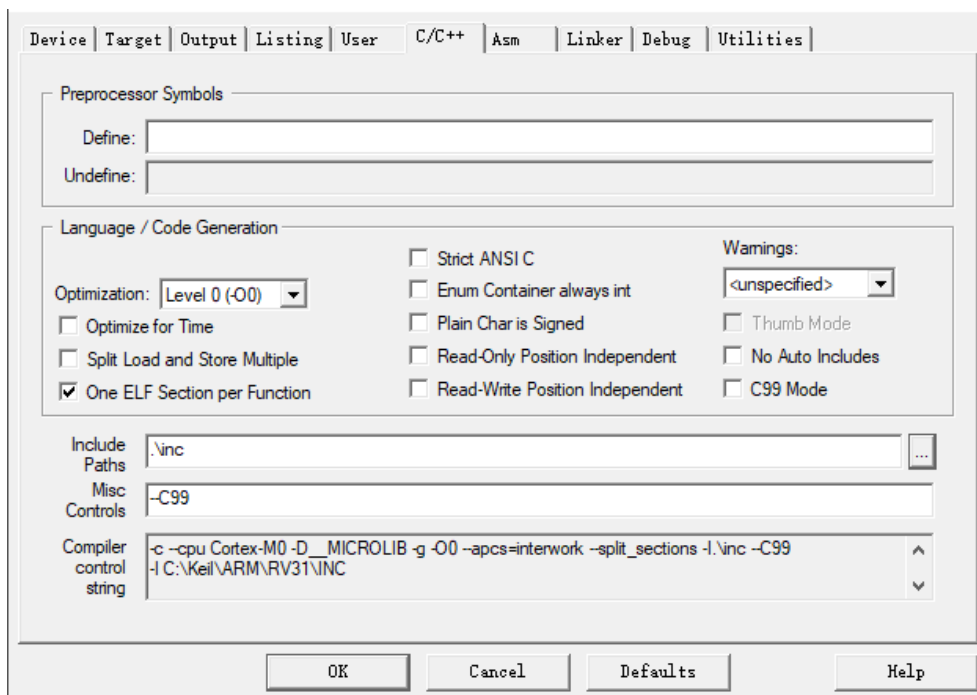 Device Target Output Listing User C/C++ Asm Linker Debug Utilities
Preprocessor Symbols
Define:
Undefine:
Language / Code Generation
Optimization: Level 0 (-O0)
Optimize for Time
Split Load and Store Multiple
One ELF Section per Function
Strict ANSI C
Enum Container always int
Plain Char is Signed
Read-Only Position Independent
Read-Write Position Independent
Warnings:
<unspecified>
Thumb Mode
No Auto Includes
C99 Mode
Include
Paths
.\inc
...
Misc
Controls
--C99
Compiler
control
string
-c --cpu Cortex-M0 -D__MICROLIB -g -O0 --apcs=interwork --split_sections -I.\inc --C99
-I C:\Keil\ARM\RV31\INC
OK Cancel Defaults Help